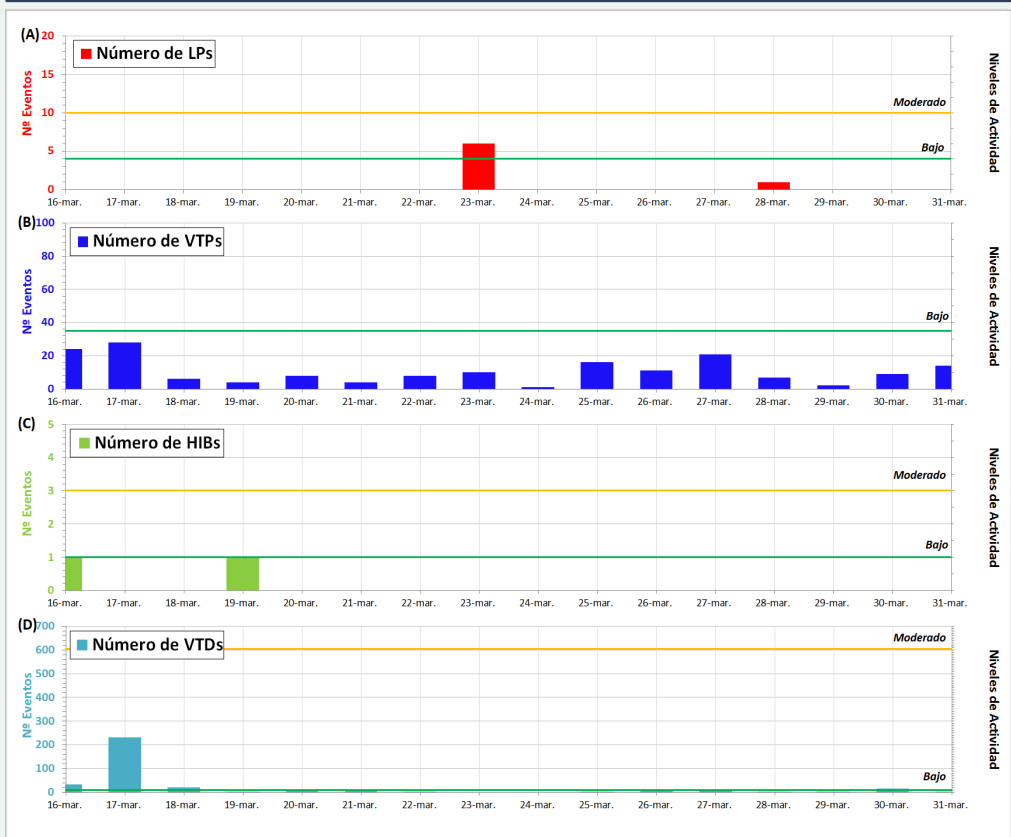 (A)
20
15
10
5
0
Nº Eventos
Número de LPs
Moderado
Bajo
Niveles de Actividad
16-mar. 17-mar. 18-mar. 19-mar. 20-mar. 21-mar. 22-mar. 23-mar. 24-mar. 25-mar. 26-mar. 27-mar. 28-mar. 29-mar. 30-mar. 31-mar.
(B)
100
80
60
40
20
0
Nº Eventos
Número de VTPs
Bajo
Niveles de Actividad
16-mar. 17-mar. 18-mar. 19-mar. 20-mar. 21-mar. 22-mar. 23-mar. 24-mar. 25-mar. 26-mar. 27-mar. 28-mar. 29-mar. 30-mar. 31-mar.
(C)
5
4
3
2
1
0
Nº Eventos
Número de HIBs
Moderado
Bajo
Niveles de Actividad
16-mar. 17-mar. 18-mar. 19-mar. 20-mar. 21-mar. 22-mar. 23-mar. 24-mar. 25-mar. 26-mar. 27-mar. 28-mar. 29-mar. 30-mar. 31-mar.
(D)
700
600
500
400
300
200
100
0
Nº Eventos
Número de VTDs
Moderado
Bajo
Niveles de Actividad
16-mar. 17-mar. 18-mar. 19-mar. 20-mar. 21-mar. 22-mar. 23-mar. 24-mar. 25-mar. 26-mar. 27-mar. 28-mar. 29-mar. 30-mar. 31-mar.